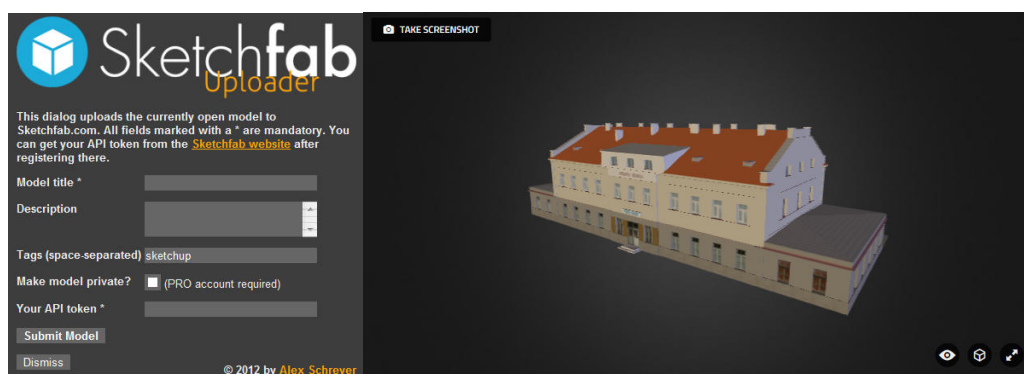 Sketchfab
Uploader
This dialog uploads the currently open model to
Sketchfab.com. All fields marked with a * are mandatory. You
can get your API token from the Sketchfab website after
registering there.
Model title *
Description
Tags (space-separated) sketchup
Make model private? (PRO account required)
Your API token *
Submit Model
Dismiss
© 2012 by Alex Schreyer
TAKE SCREENSHOT